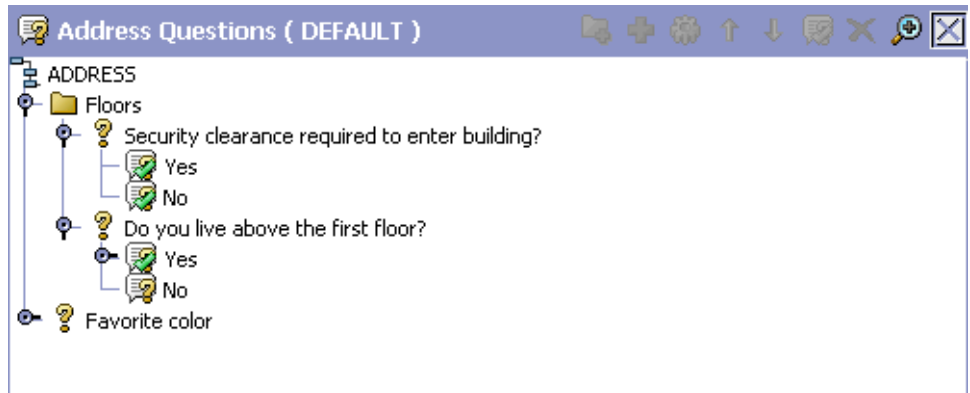 Address Questions ( DEFAULT )
ADDRESS
Floors
Security clearance required to enter building?
Yes
No
Do you live above the first floor?
Yes
No
Favorite color